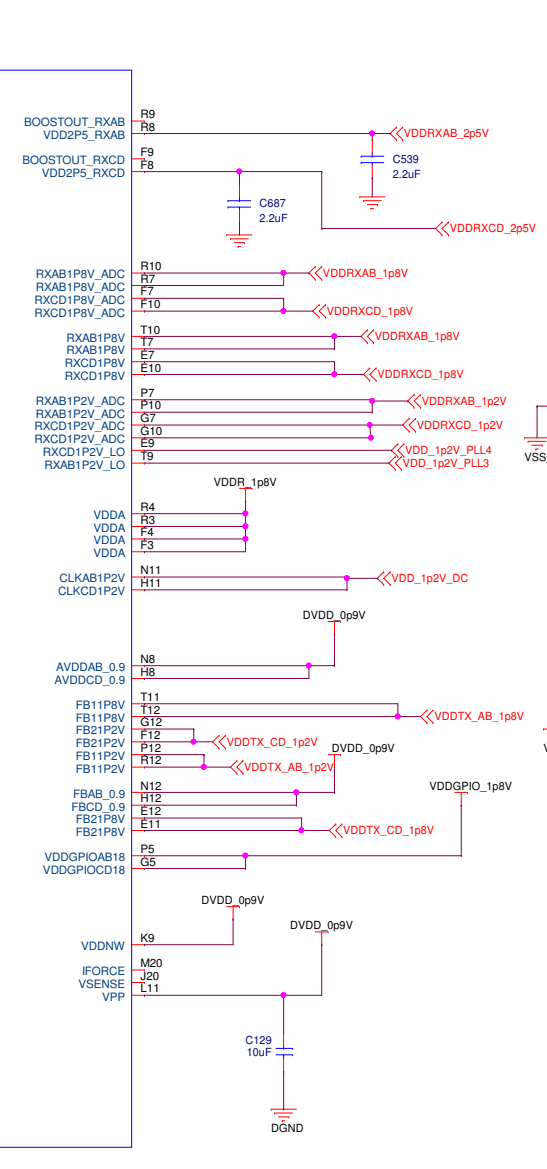 BOOSTOUT_RXAB R9
VDD2P5_RXAB R8 VDDRXAB_2p5V
BOOSTOUT_RXCD F9
C539
VDD2P5_RXCD F8
2.2uF
C687
2.2uF
VDDRXCD_2p5V
RXAB1P8V_ADC R10 VDDRXAB_1p8V
RXAB1P8V_ADC R7
RXCD1P8V_ADC F7
RXCD1P8V_ADC F10 VDDRXCD_1p8V
RXAB1P8V T10 VDDRXAB_1p8V
RXAB1P8V T7
RXCD1P8V E7
RXCD1P8V E10 VDDRXCD_1p8V
RXAB1P2V_ADC P7 VDDRXAB_1p2V
RXAB1P2V_ADC P10
RXCD1P2V_ADC G7 VDDRXCD_1p2V
RXCD1P2V_ADC G10
RXCD1P2V_LO E9 VDD_1p2V_PLL4
RXAB1P2V_LO T9 VDD_1p2V_PLL3
VSS
VDDR_1p8V
VDDA R4
VDDA R3
VDDA F4
VDDA F3
CLKAB1P2V N11 VDD_1p2V_DC
CLKCD1P2V H11
DVDD_0p9V
AVDDAB_0.9 N8
AVDDCD_0.9 H8
FB11P8V T11
FB11P8V T12 VDDTX_AB_1p8V
FB21P2V G12
FB21P2V F12 VDDTX_CD_1p2V
FB11P2V P12 DVDD_0p9V
FB11P2V R12 VDDTX_AB_1p2V
VDDGPIO_1p8V
FBAB_0.9 N12
FBCD_0.9 H12
FB21P8V E12
FB21P8V E11 VDDTX_CD_1p8V
VDDGPIOAB18 P5
VDDGPIOCD18 G5
DVDD_0p9V
DVDD_0p9V
VDDNW K9
IFORCE M20
VSENSE J20
VPP L11
C129
10uF
DGND